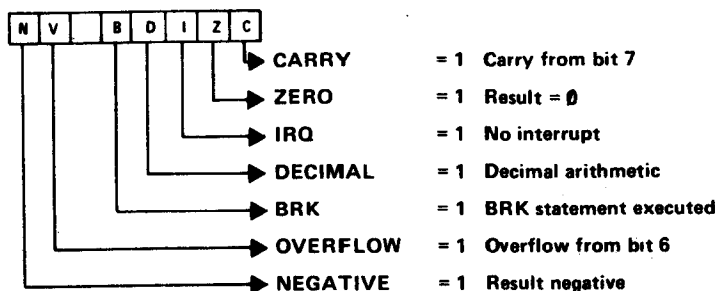 N V B D I Z C
CARRY = 1 Carry from bit 7
ZERO = 1 Result = 0
IRQ = 1 No interrupt
DECIMAL = 1 Decimal arithmetic
BRK = 1 BRK statement executed
OVERFLOW = 1 Overflow from bit 6
NEGATIVE = 1 Result negative